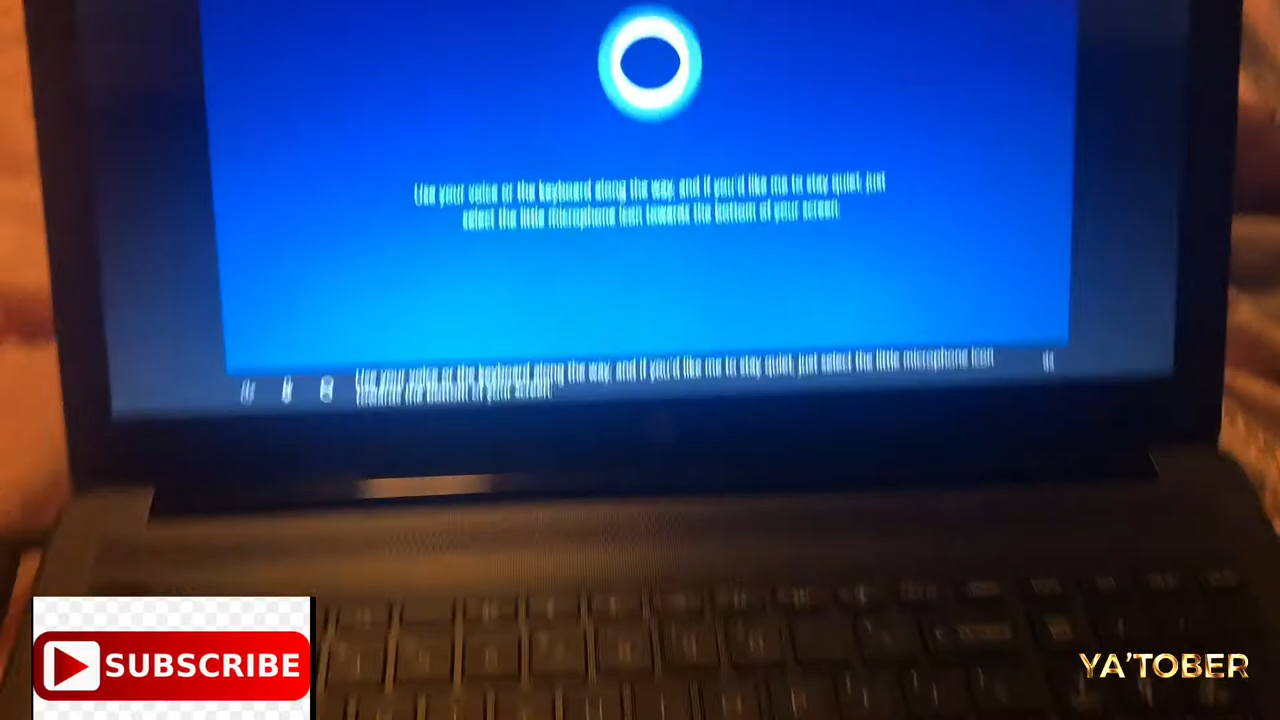 Use your voice or the keyboard along the way, and if you'd like me to stay quiet, just
select the little microphone icon towards the bottom of your screen
Use your voice or the keyboard along the way, and if you'd like me to stay quiet, just select the little microphone icon
towards the bottom of your screen
SUBSCRIBE
YA'TOBER